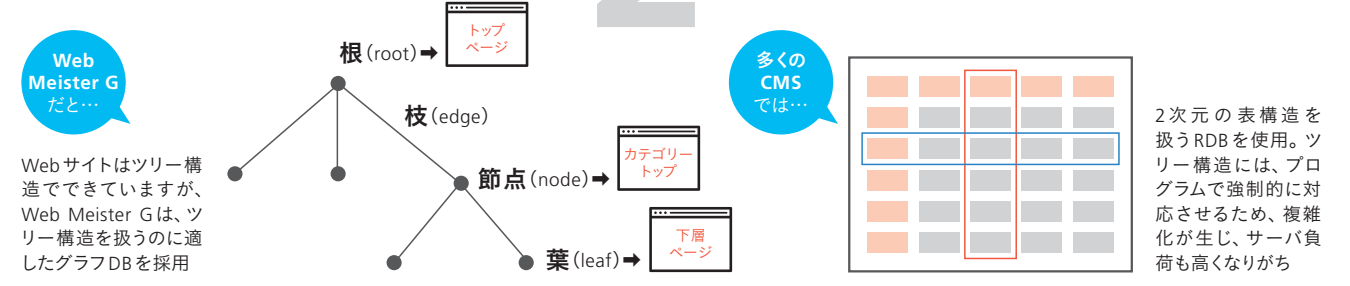 Web
Meister G
だと…
Webサイトはツリー構
造でできていますが、
Web Meister Gは、ツ
リー構造を扱うのに適
したグラフDBを採用
根(root)➡
トップ
ページ
枝(edge)
節点(node)➡
カテゴリー
トップ
葉(leaf)➡
下層
ページ
多くの
CMS
では…
2次元の表構造を
扱うRDBを使用。ツ
リー構造には、プロ
グラムで強制的に対
応させるため、複雑
化が生じ、サーバ負
荷も高くなりがち